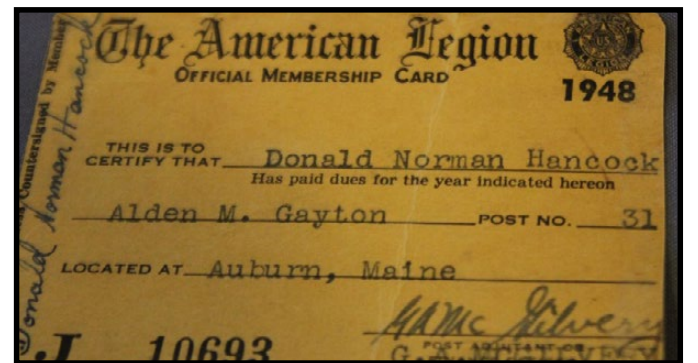 The American Legion
OFFICIAL MEMBERSHIP CARD
1948
THIS IS TO
CERTIFY THAT Donald Norman Hancock
Has paid dues for the year indicated hereon
Alden M. Gayton POST NO. 31
LOCATED AT Auburn, Maine
J 10693
POST ADJUTANT OR
Countersigned by Member
Donald Norman Hancock